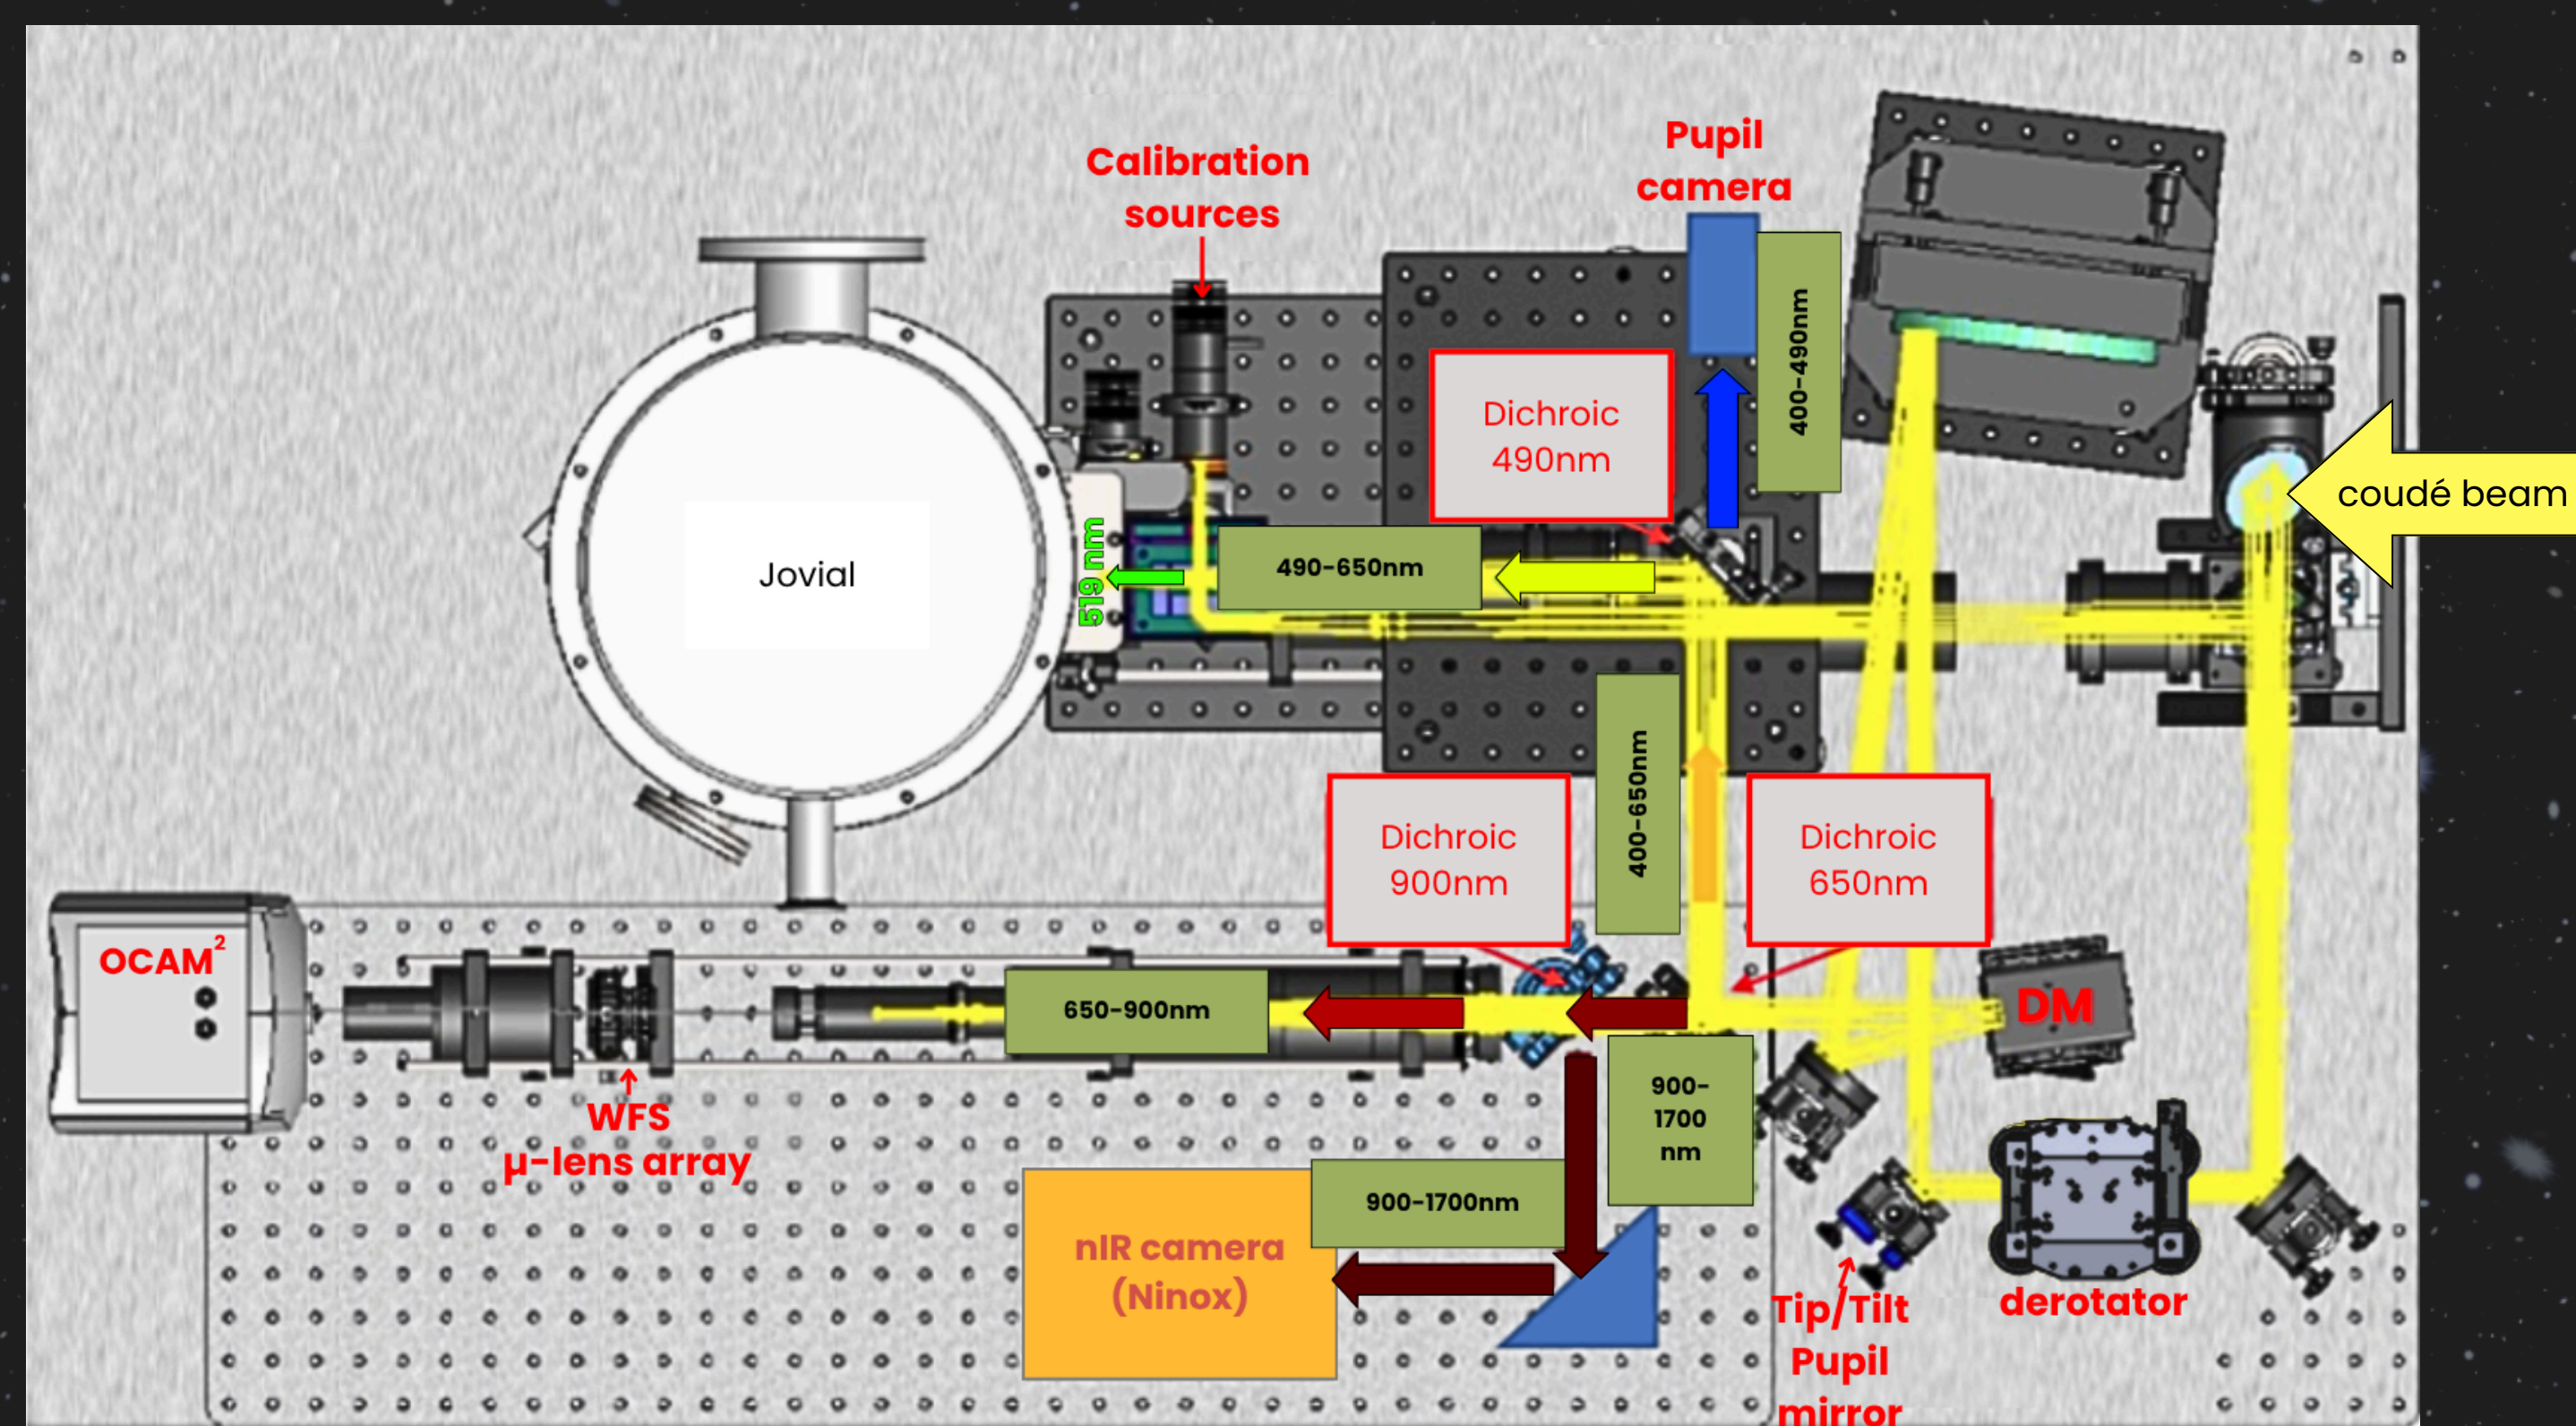 Calibration
sources
Pupil
camera
400-490nm
Dichroic
490nm
coudé beam
490-650nm
519 nm
Jovial
400-650nm
Dichroic
900nm
Dichroic
650nm
OCAM²
650-900nm
DM
WFS
µ-lens array
900-
1700
nm
900-1700nm
nIR camera
(Ninox)
derotator
Tip/Tilt
Pupil
mirror